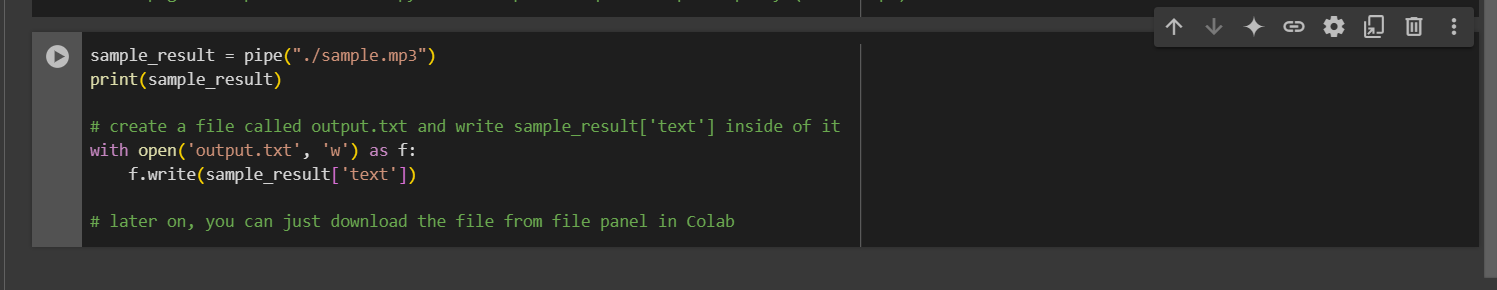 sample_result = pipe("./sample.mp3")
print(sample_result)
# create a file called output.txt and write sample_result['text'] inside of it
with open('output.txt', 'w') as f:
    f.write(sample_result['text'])
# later on, you can just download the file from file panel in Colab